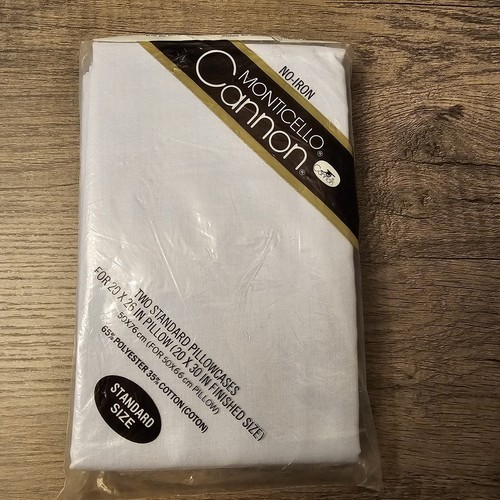 NO-IRON
MONTICELLO®
Cannon®
Cannon
TWO STANDARD PILLOWCASES
FOR 20 X 26 IN PILLOW (20 X 30 IN FINISHED SIZE)
50X76 cm (FOR 50X66 cm PILLOW)
65% POLYESTER 35% COTTON (COTON)
STANDARD
SIZE